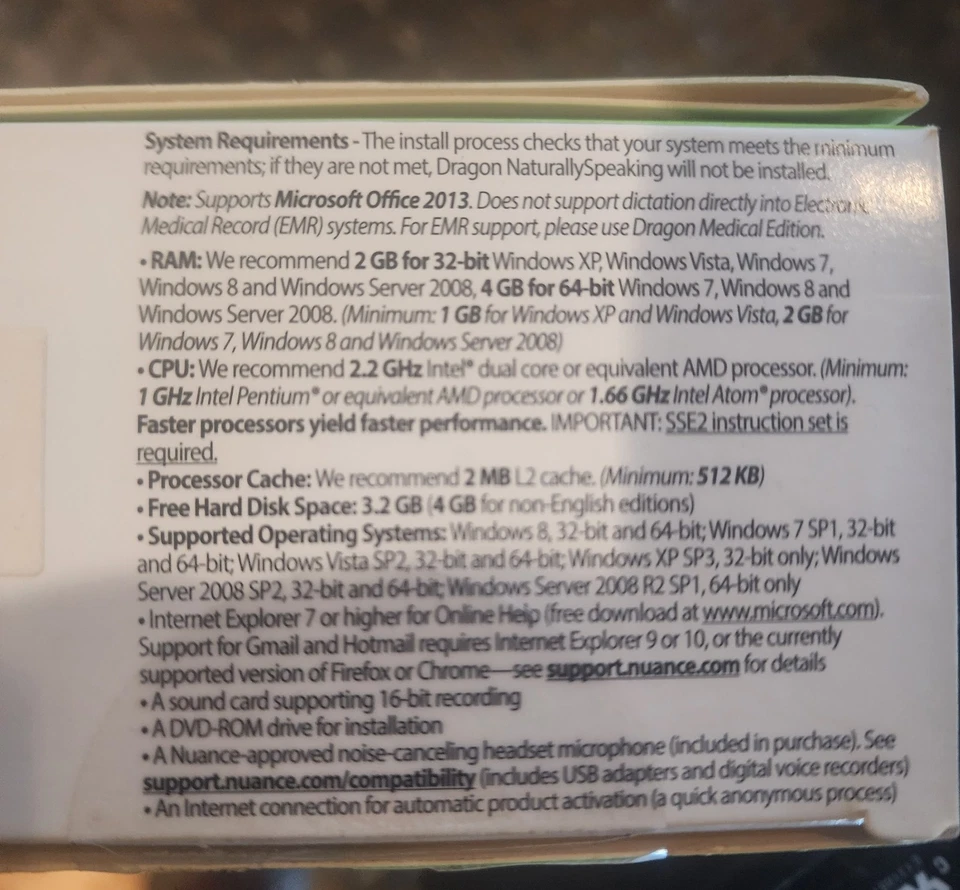 System Requirements - The install process checks that your system meets the minimum
requirements; if they are not met, Dragon NaturallySpeaking will not be installed.
Note: Supports Microsoft Office 2013. Does not support dictation directly into Electronic
Medical Record (EMR) systems. For EMR support, please use Dragon Medical Edition.
• RAM: We recommend 2 GB for 32-bit Windows XP, Windows Vista, Windows 7,
Windows 8 and Windows Server 2008, 4 GB for 64-bit Windows 7, Windows 8 and
Windows Server 2008. (Minimum: 1 GB for Windows XP and Windows Vista, 2 GB for
Windows 7, Windows 8 and Windows Server 2008)
• CPU: We recommend 2.2 GHz Intel® dual core or equivalent AMD processor. (Minimum:
1 GHz Intel Pentium® or equivalent AMD processor or 1.66 GHz Intel Atom® processor).
Faster processors yield faster performance. IMPORTANT: SSE2 instruction set is
required.
• Processor Cache: We recommend 2 MB L2 cache. (Minimum: 512 KB)
• Free Hard Disk Space: 3.2 GB (4 GB for non-English editions)
• Supported Operating Systems: Windows 8, 32-bit and 64-bit; Windows 7 SP1, 32-bit
and 64-bit; Windows Vista SP2, 32-bit and 64-bit; Windows XP SP3, 32-bit only; Windows
Server 2008 SP2, 32-bit and 64-bit; Windows Server 2008 R2 SP1, 64-bit only
• Internet Explorer 7 or higher for Online Help (free download at www.microsoft.com).
Support for Gmail and Hotmail requires Internet Explorer 9 or 10, or the currently
supported version of Firefox or Chrome—see support.nuance.com for details
• A sound card supporting 16-bit recording
• A DVD-ROM drive for installation
• A Nuance-approved noise-canceling headset microphone (included in purchase). See
support.nuance.com/compatibility (includes USB adapters and digital voice recorders)
• An Internet connection for automatic product activation (a quick anonymous process)